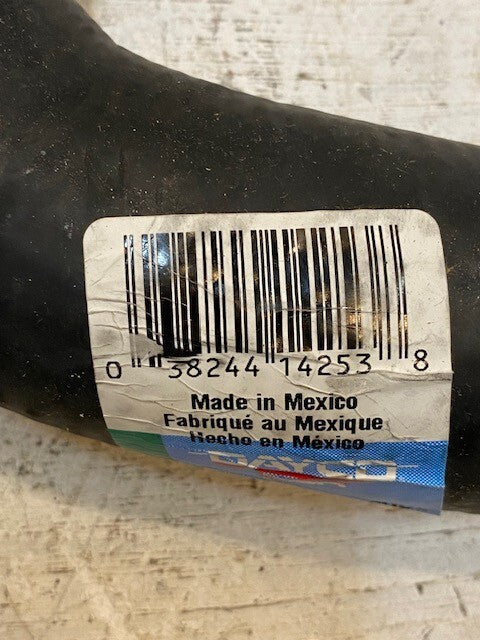 0 38244 14253 8
Made in Mexico
Fabriqué au Mexique
Hecho en México
DAYCO